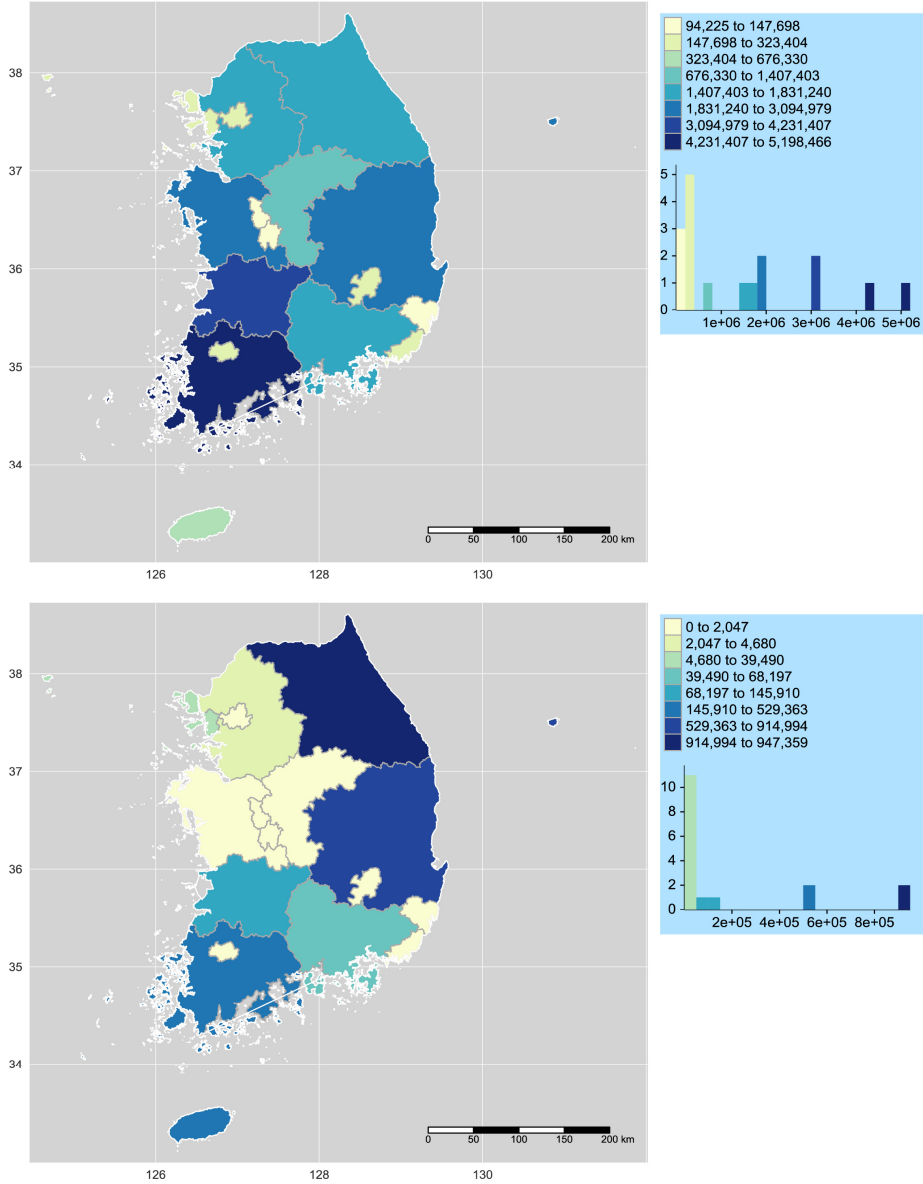 94,225 to 147,698
147,698 to 323,404
323,404 to 676,330
676,330 to 1,407,403
1,407,403 to 1,831,240
1,831,240 to 3,094,979
3,094,979 to 4,231,407
4,231,407 to 5,198,466
5
4
3
2
1
0
1e+06 2e+06 3e+06 4e+06 5e+06
38
37
36
35
34
0 50 100 150 200 km
126 128 130
0 to 2,047
2,047 to 4,680
4,680 to 39,490
39,490 to 68,197
68,197 to 145,910
145,910 to 529,363
529,363 to 914,994
914,994 to 947,359
10
8
6
4
2
0
2e+05 4e+05 6e+05 8e+05
38
37
36
35
34
0 50 100 150 200 km
126 128 130